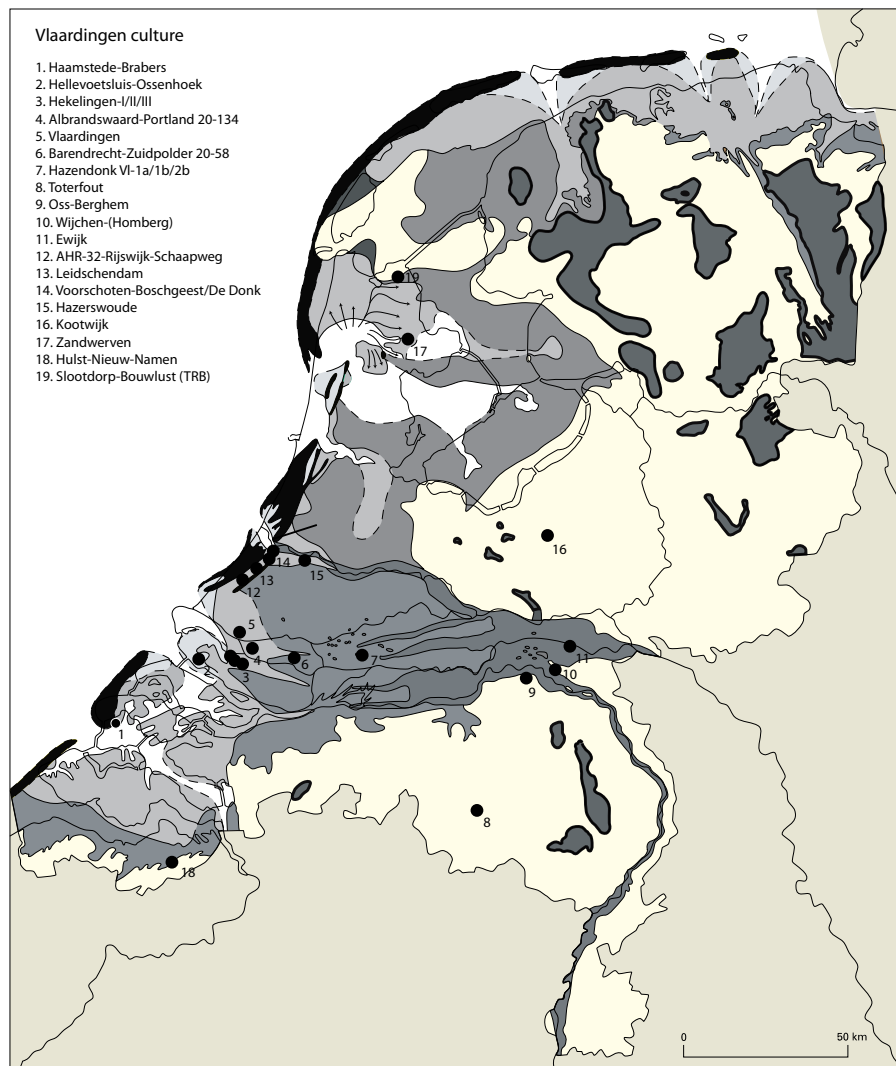 Vlaardingen culture
1. Haamstede-Brabers
2. Hellevoetsluis-Ossenhoek
3. Hekelingen-I/II/III
4. Albrandswaard-Portland 20-134
5. Vlaardingen
6. Barendrecht-Zuidpolder 20-58
7. Hazendonk Vl-1a/1b/2b
8. Toterfout
9. Oss-Berghem
10. Wijchen-(Homberg)
11. Ewijk
12. AHR-32-Rijswijk-Schaapweg
13. Leidschendam
14. Voorschoten-Boschgeest/De Donk
15. Hazerswoude
16. Kootwijk
17. Zandwerven
18. Hulst-Nieuw-Namen
19. Slootdorp-Bouwlust (TRB)
19
17
16
14
15
13
12
5
4
3
6
7
11
10
9
1
8
18
0 50 km